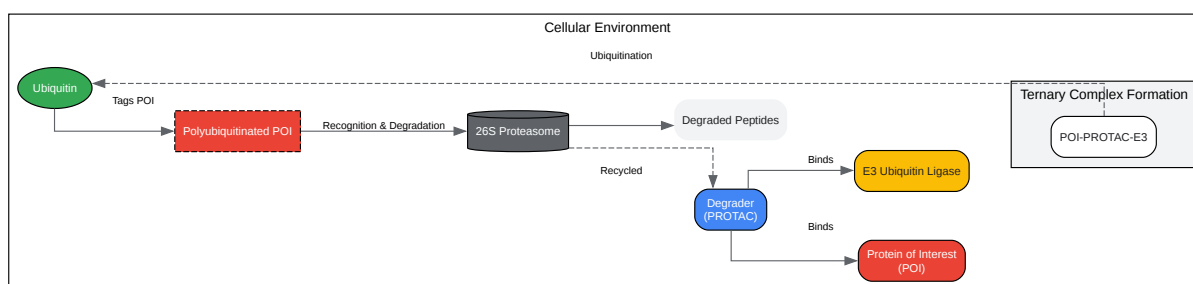 Cellular Environment
Ubiquitination
Ubiquitin
Tags POI
Polyubiquitinated POI
Recognition & Degradation
26S Proteasome
Degraded Peptides
Recycled
Degrader
(PROTAC)
Binds
E3 Ubiquitin Ligase
Binds
Protein of Interest
(POI)
Ternary Complex Formation
POI-PROTAC-E3